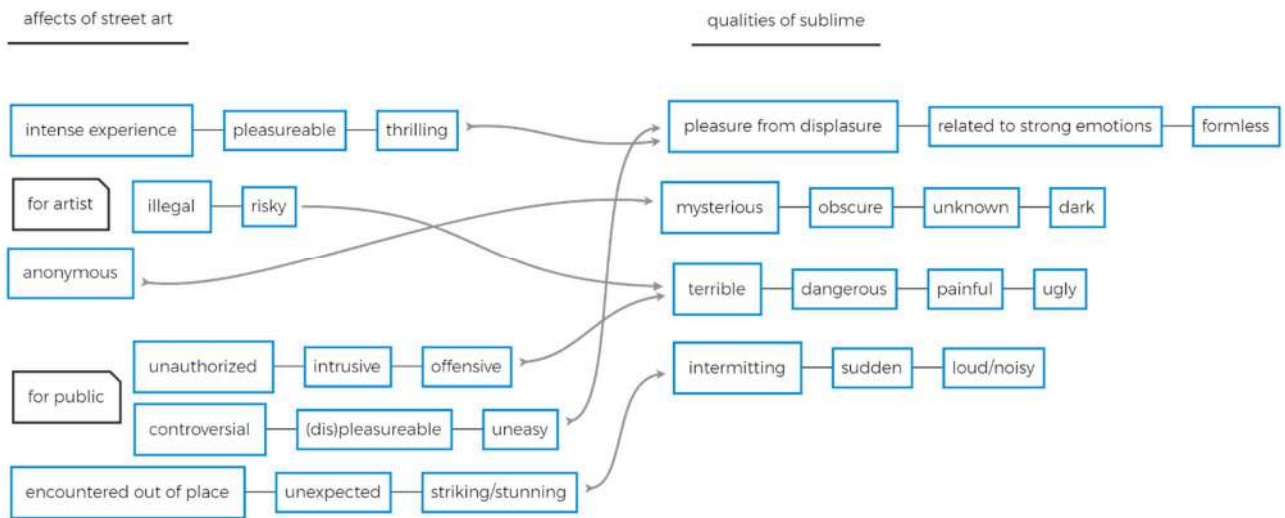 affects of street art
qualities of sublime
intense experience pleasureable thrilling
pleasure from displasure related to strong emotions formless
for artist illegal risky
mysterious obscure unknown dark
anonymous
terrible dangerous painful ugly
unauthorized intrusive offensive
intermitting sudden loud/noisy
for public
controversial (dis)pleasureable uneasy
encountered out of place unexpected striking/stunning